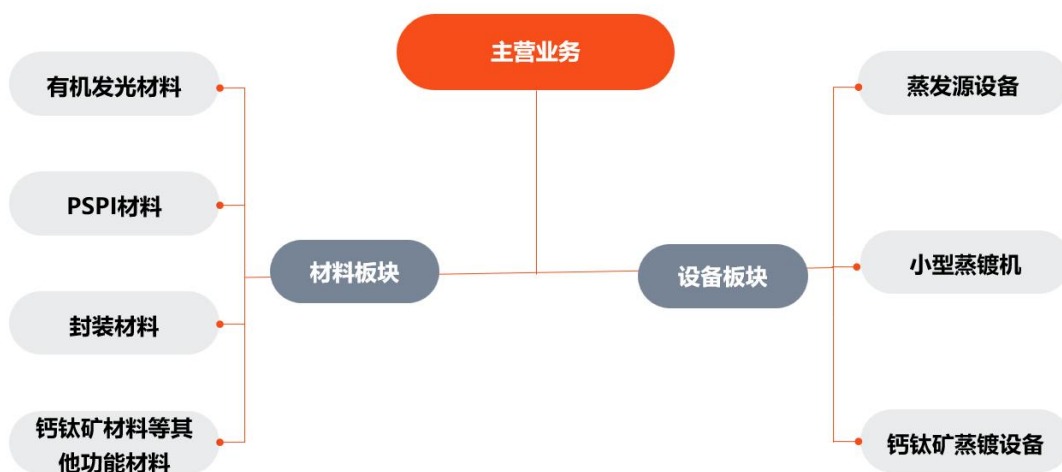 主营业务
有机发光材料
PSPI材料
封装材料
钙钛矿材料等其
他功能材料
材料板块
设备板块
蒸发源设备
小型蒸镀机
钙钛矿蒸镀设备